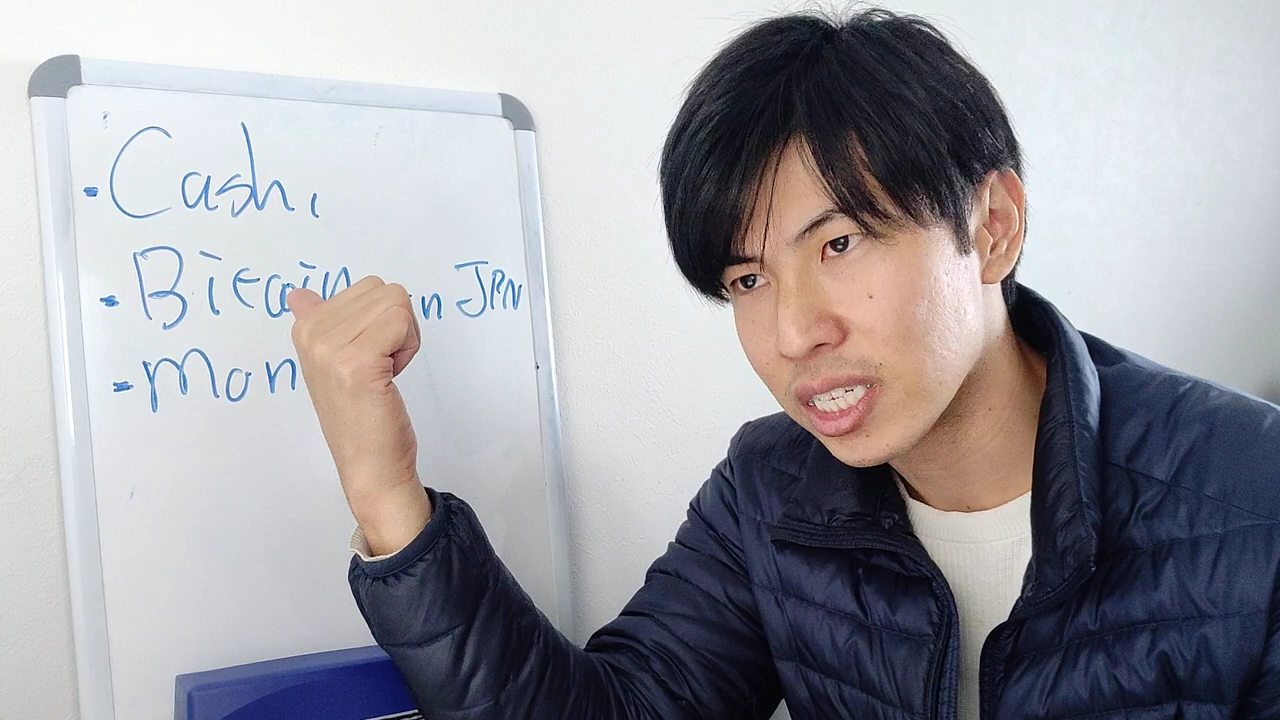 · Cash,
· Bitcoin JPN
· Mon